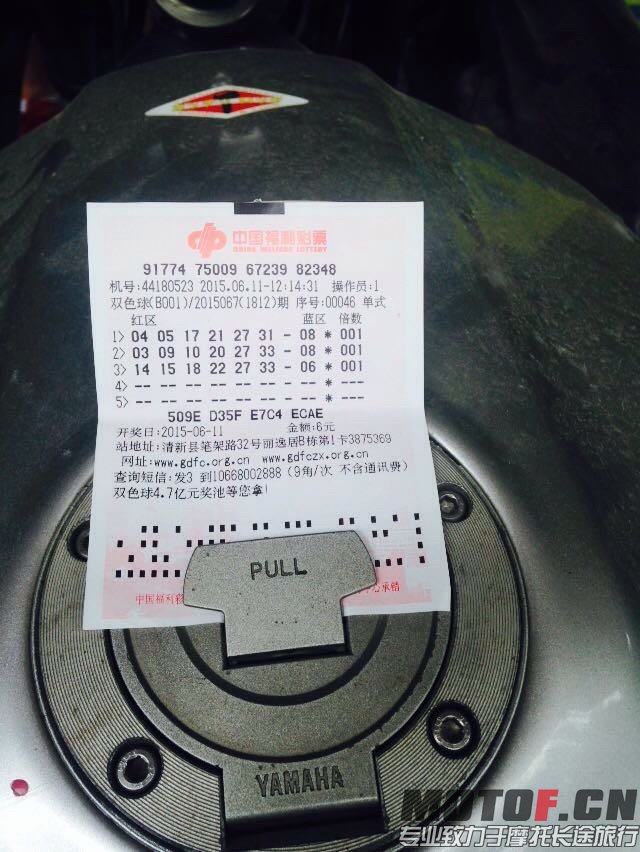 中国福利彩票
CHINA WELFARE LOTTERY
91774 75009 67239 82348
机号:44180523 2015.06.11-12:14:31 操作员:1
双色球(B001)/2015067(1812)期 序号:00046 单式
红区 蓝区 倍数
1> 04 05 17 21 27 31 - 08 * 001
2> 03 09 10 20 27 33 - 08 * 001
3> 14 15 18 22 27 33 - 06 * 001
4> -- -- -- -- -- -- - -- * ---
5> -- -- -- -- -- -- - -- * ---
509E D35F E7C4 ECAE
开奖日:2015-06-11 金额:6元
站地址:清新县笔架路32号丽逸居B栋第1卡3875369
网址:www.gdfc.org.cn www.gdfczx.org.cn
查询短信:发3 到10668002888 (9角/次 不含通讯费)
双色球4.7亿元奖池等您拿!
中国福利 中心承销
PULL
YAMAHA
MOTOF.CN
专业致力于摩托长途旅行